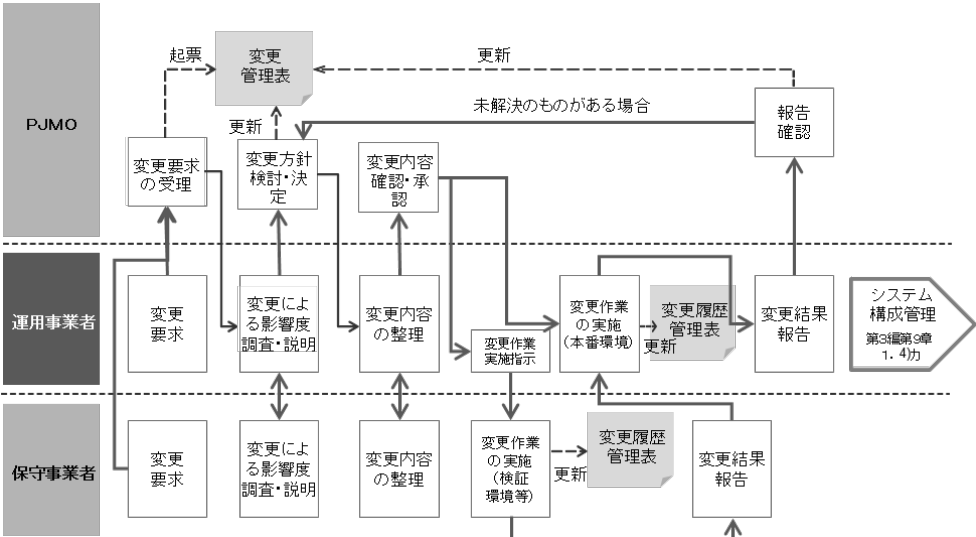 起票
変更
管理表
更新
未解決のものがある場合
報告
確認
PJMO
更新
変更要求
の受理
変更方針
検討・決
定
変更内容
確認・承
認
運用事業者
変更
要求
変更によ
る影響度
調査・説明
変更内容
の整理
変更作業
実施指示
変更作業
の実施
(本番環境)
変更履歴
管理表
更新
変更結果
報告
システム
構成管理
第3編第9章
1. 4)カ
保守事業者
変更
要求
変更によ
る影響度
調査・説明
変更内容
の整理
変更作業
の実施
(検証
環境等)
更新
変更履歴
管理表
変更結果
報告